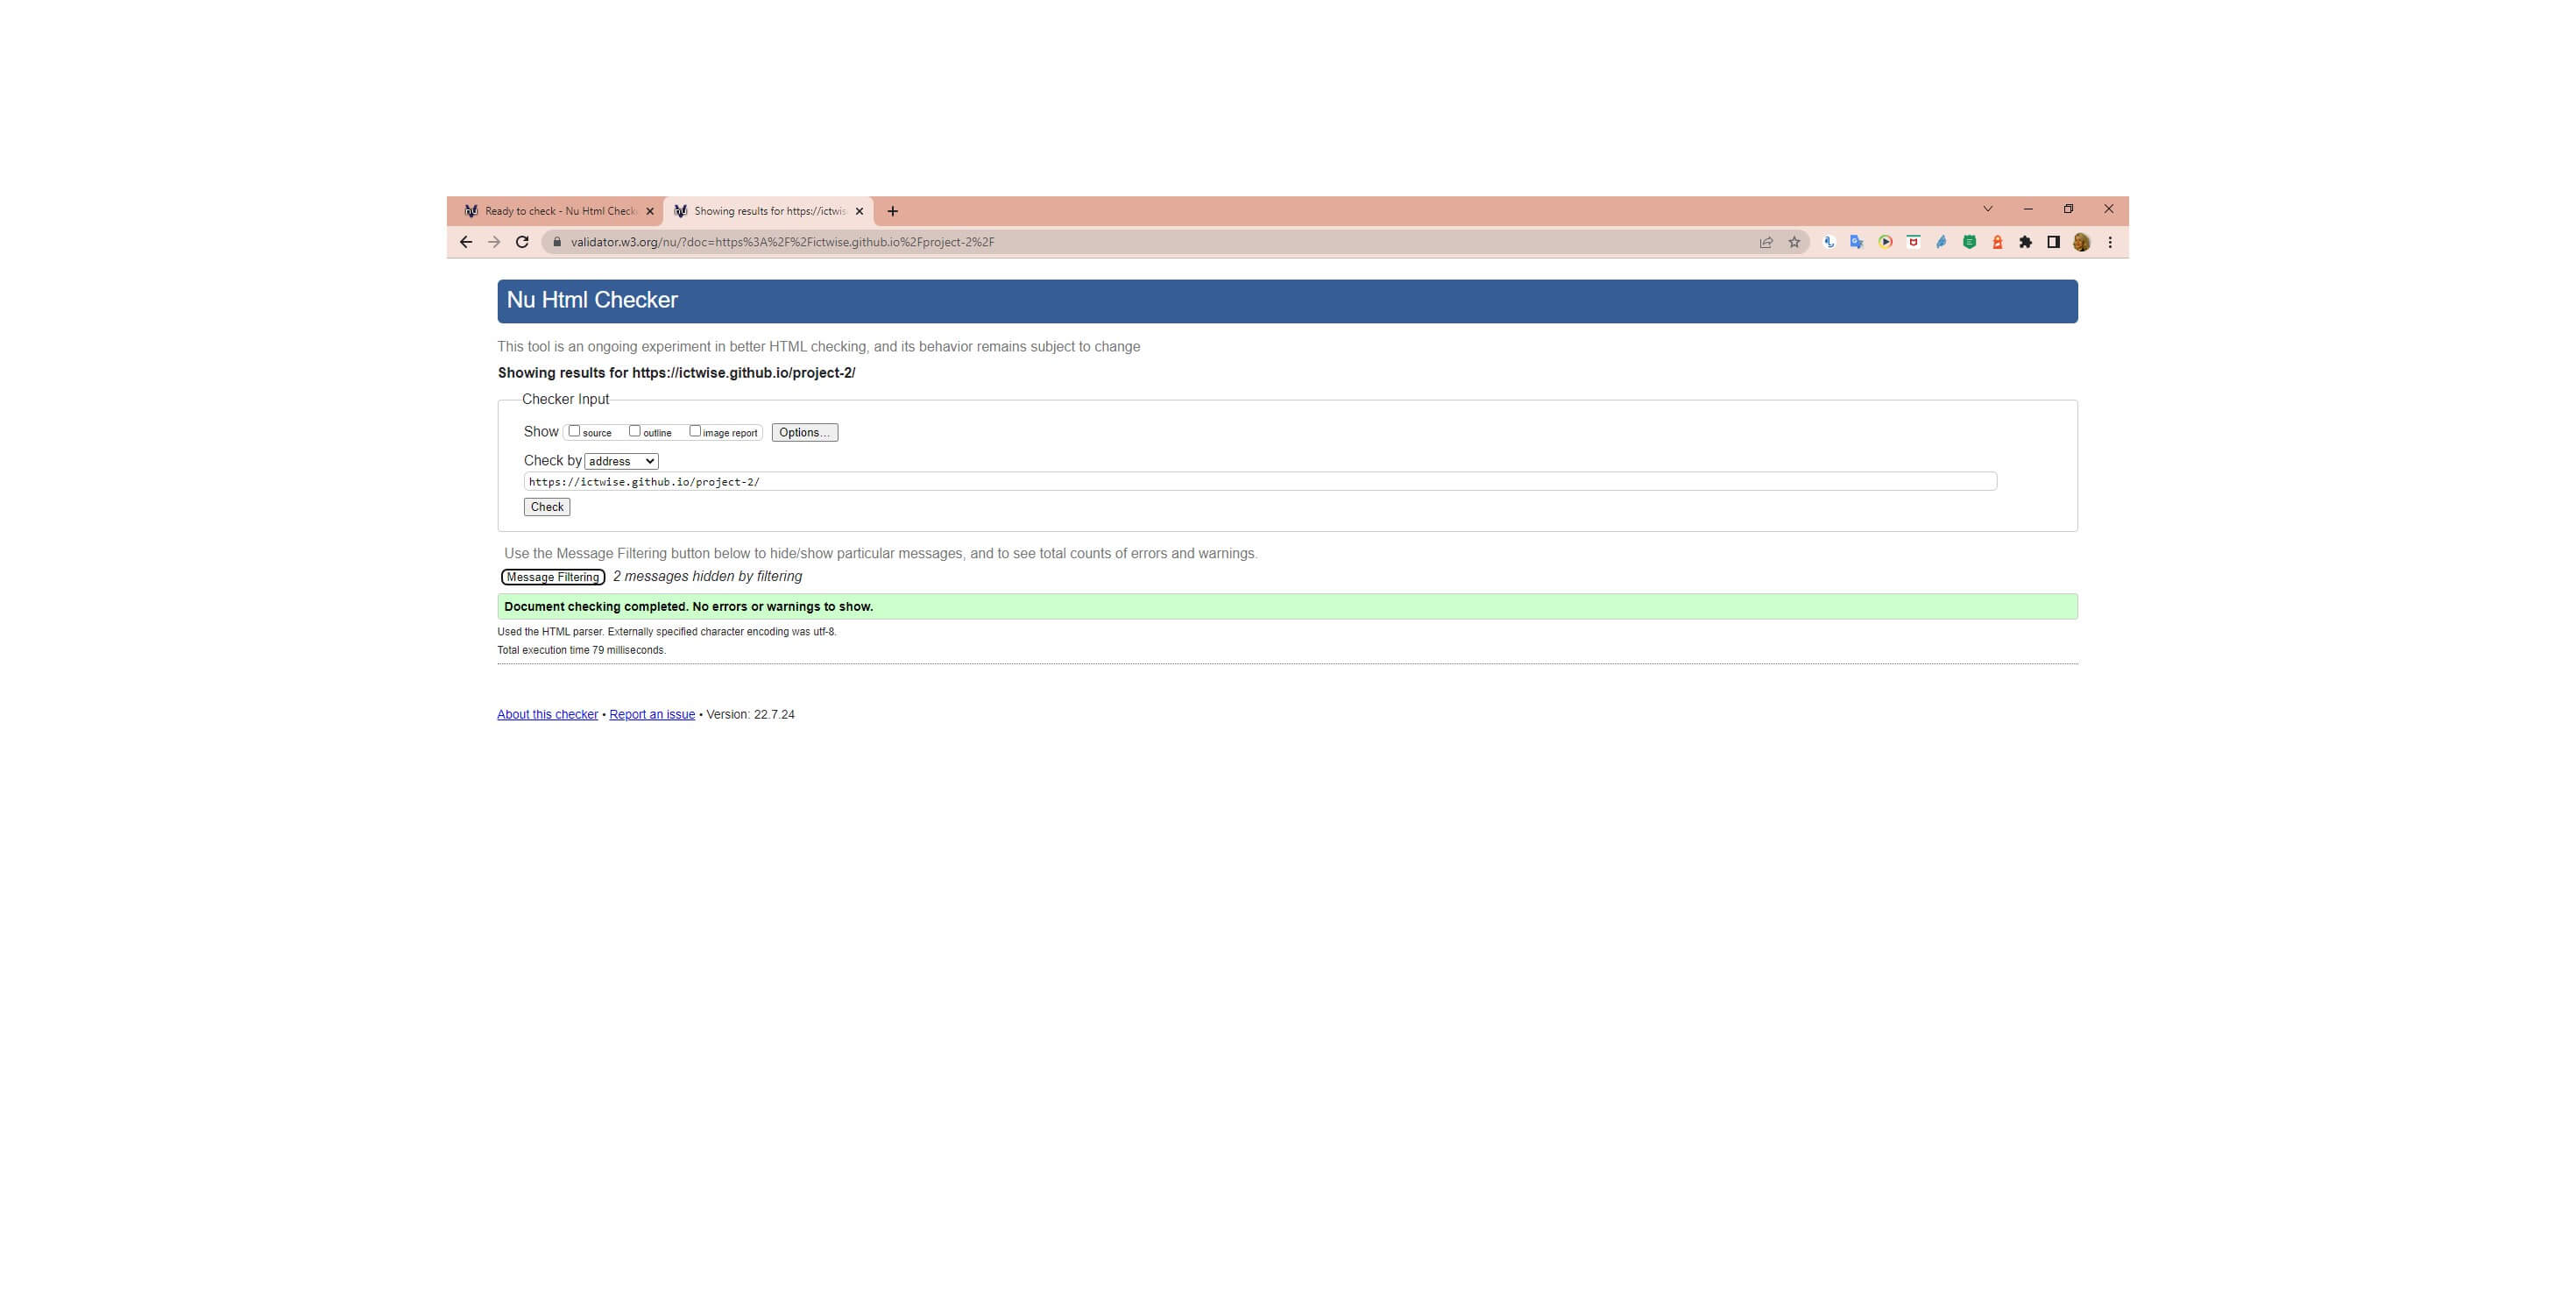 Ready to check - Nu Html Check
Showing results for https://ictwis
validator.w3.org/nu/?doc=https%3A%2F%2Fictwise.github.io%2Fproject-2%2F
Nu Html Checker
This tool is an ongoing experiment in better HTML checking, and its behavior remains subject to change
Showing results for https://ictwise.github.io/project-2/
Checker Input
Show source outline image report Options...
Check by address
https://ictwise.github.io/project-2/
Check
Use the Message Filtering button below to hide/show particular messages, and to see total counts of errors and warnings.
Message Filtering 2 messages hidden by filtering
Document checking completed. No errors or warnings to show.
Used the HTML parser. Externally specified character encoding was utf-8.
Total execution time 79 milliseconds.
About this checker • Report an issue • Version: 22.7.24